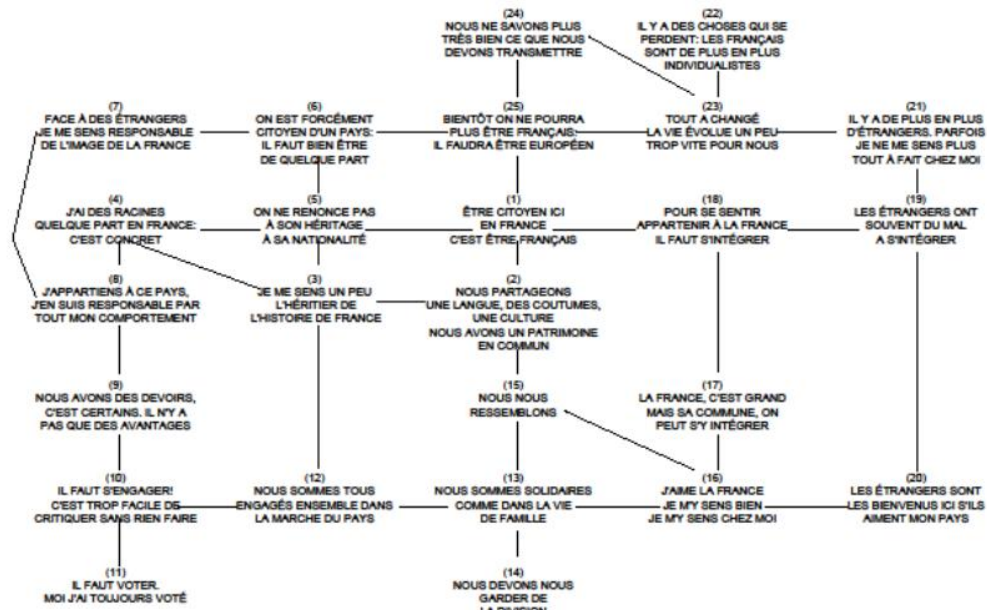 (24)
NOUS NE SAVONS PLUS
TRÈS BIEN CE QUE NOUS
DEVONS TRANSMETTRE
(22)
IL Y A DES CHOSES QUI SE
PERDENT: LES FRANÇAIS
SONT DE PLUS EN PLUS
INDIVIDUALISTES
(7)
FACE À DES ÉTRANGERS
JE ME SENS RESPONSABLE
DE L'IMAGE DE LA FRANCE
(6)
ON EST FORCÉMENT
CITOYEN D'UN PAYS:
IL FAUT BIEN ÊTRE
DE QUELQUE PART
(25)
BIENTÔT ON NE POURRA
PLUS ÊTRE FRANÇAIS:
IL FAUDRA ÊTRE EUROPÉEN
(23)
TOUT A CHANGÉ
LA VIE ÉVOLUE UN PEU
TROP VITE POUR NOUS
(21)
IL Y A DE PLUS EN PLUS
D'ÉTRANGERS. PARFOIS
JE NE ME SENS PLUS
TOUT À FAIT CHEZ MOI
(4)
J'AI DES RACINES
QUELQUE PART EN FRANCE:
C'EST CONCRET
(5)
ON NE RENONCE PAS
À SON HÉRITAGE
À SA NATIONALITÉ
(1)
ÊTRE CITOYEN ICI
EN FRANCE
C'EST ÊTRE FRANÇAIS
(18)
POUR SE SENTIR
APPARTENIR À LA FRANCE
IL FAUT S'INTÉGRER
(19)
LES ÉTRANGERS ONT
SOUVENT DU MAL
A S'INTÉGRER
(8)
J'APPARTIENS À CE PAYS,
J'EN SUIS RESPONSABLE PAR
TOUT MON COMPORTEMENT
(3)
JE ME SENS UN PEU
L'HÉRITIER DE
L'HISTOIRE DE FRANCE
(2)
NOUS PARTAGEONS
UNE LANGUE, DES COUTUMES,
UNE CULTURE
NOUS AVONS UN PATRIMOINE
EN COMMUN
(9)
NOUS AVONS DES DEVOIRS,
C'EST CERTAINS. IL N'Y A
PAS QUE DES AVANTAGES
(15)
NOUS NOUS
RESSEMBLONS
(17)
LA FRANCE, C'EST GRAND
MAIS SA COMMUNE, ON
PEUT S'Y INTÉGRER
(10)
IL FAUT S'ENGAGER!
C'EST TROP FACILE DE
CRITIQUER SANS RIEN FAIRE
(12)
NOUS SOMMES TOUS
ENGAGÉS ENSEMBLE DANS
LA MARCHE DU PAYS
(13)
NOUS SOMMES SOLIDAIRES
COMME DANS LA VIE
DE FAMILLE
(16)
J'AIME LA FRANCE
JE M'Y SENS BIEN
JE M'Y SENS CHEZ MOI
(20)
LES ÉTRANGERS SONT
LES BIENVENUS ICI S'ILS
AIMENT MON PAYS
(11)
IL FAUT VOTER.
MOI J'AI TOUJOURS VOTÉ
(14)
NOUS DEVONS NOUS
GARDER DE
LA DIVISION